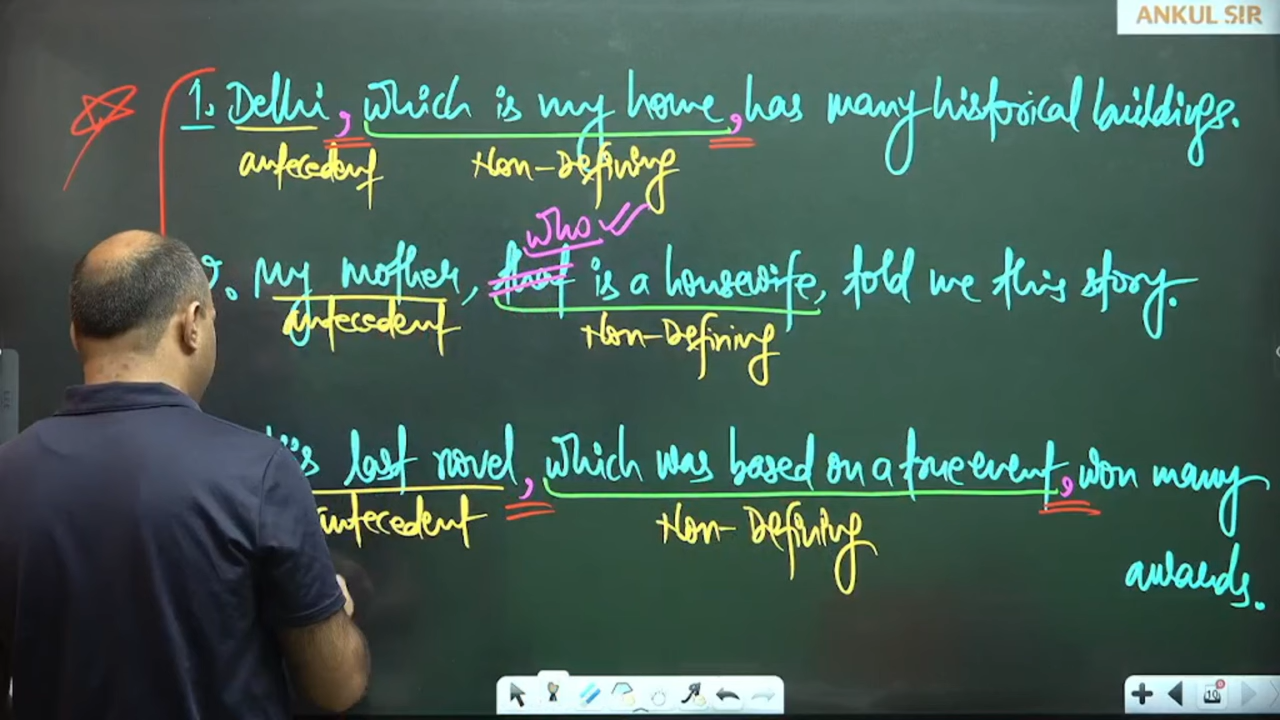 ANKUL SIR
1. Delhi, which is my home, has many historical buildings.
antecedent Non-Defining
who
My mother, that is a housewife, told me this story.
antecedent Non-Defining
last novel, which was based on a true event, won many
antecedent Non-Defining
awards.
10